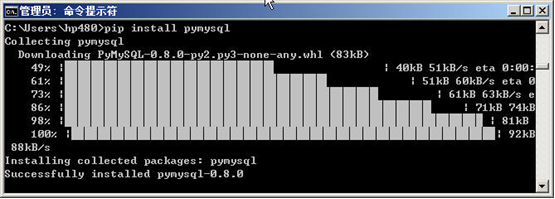 管理员: 命令提示符
C:\Users\hp480>pip install pymysql
Collecting pymysql
Downloading PyMySQL-0.8.0-py2.py3-none-any.whl (83kB)
49% | | 40kB 51kB/s eta 0:00:
61% | | 51kB 60kB/s eta 0
73% | | 61kB 63kB/s e
86% | | 71kB 74kB
98% | | 81kB
100% | | 92kB
88kB/s
Installing collected packages: pymysql
Successfully installed pymysql-0.8.0